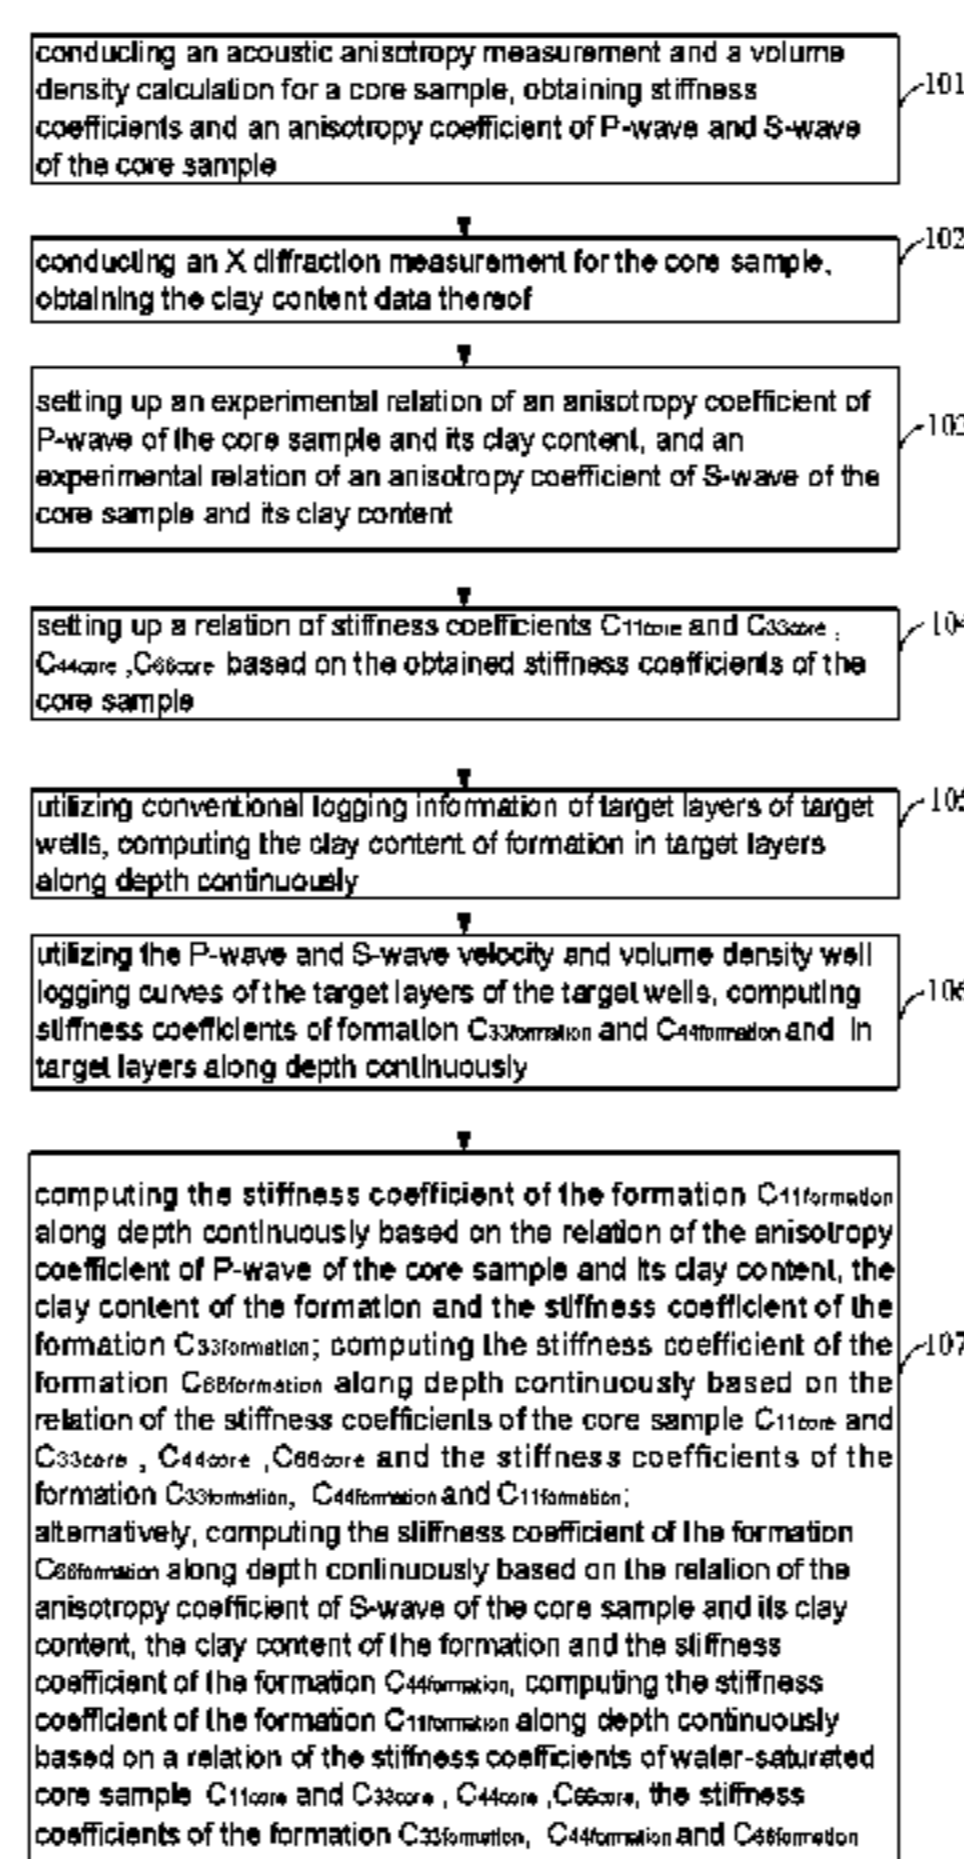 conducting an acoustic anisotropy measurement and a volume
density calculation for a core sample, obtaining stiffness
coefficients and an anisotropy coefficient of P-wave and S-wave
of the core sample
101
conducting an X diffraction measurement for the core sample,
obtaining the clay content data thereof
102
setting up an experimental relation of an anisotropy coefficient of
P-wave of the core sample and its clay content, and an
experimental relation of an anisotropy coefficient of S-wave of the
core sample and its clay content
103
setting up a relation of stiffness coefficients C11core and C33core ,
C44core ,C66core based on the obtained stiffness coefficients of the
core sample
104
utilizing conventional logging information of target layers of target
wells, computing the clay content of formation in target layers
along depth continuously
105
utilizing the P-wave and S-wave velocity and volume density well
logging curves of the target layers of the target wells, computing
stiffness coefficients of formation C33formation and C44formation and in
target layers along depth continuously
106
computing the stiffness coefficient of the formation C11formation
along depth continuously based on the relation of the anisotropy
coefficient of P-wave of the core sample and its clay content, the
clay content of the formation and the stiffness coefficient of the
formation C33formation; computing the stiffness coefficient of the
formation C66formation along depth continuously based on the
relation of the stiffness coefficients of the core sample C11core and
C33core , C44core ,C66core and the stiffness coefficients of the
formation C33formation, C44formation and C11formation;
alternatively, computing the stiffness coefficient of the formation
C66formation along depth continuously based on the relation of the
anisotropy coefficient of S-wave of the core sample and its clay
content, the clay content of the formation and the stiffness
coefficient of the formation C44formation, computing the stiffness
coefficient of the formation C11formation along depth continuously
based on a relation of the stiffness coefficients of water-saturated
core sample C11core and C33core , C44core ,C66core, the stiffness
coefficients of the formation C33formation, C44formation and C66formation
107